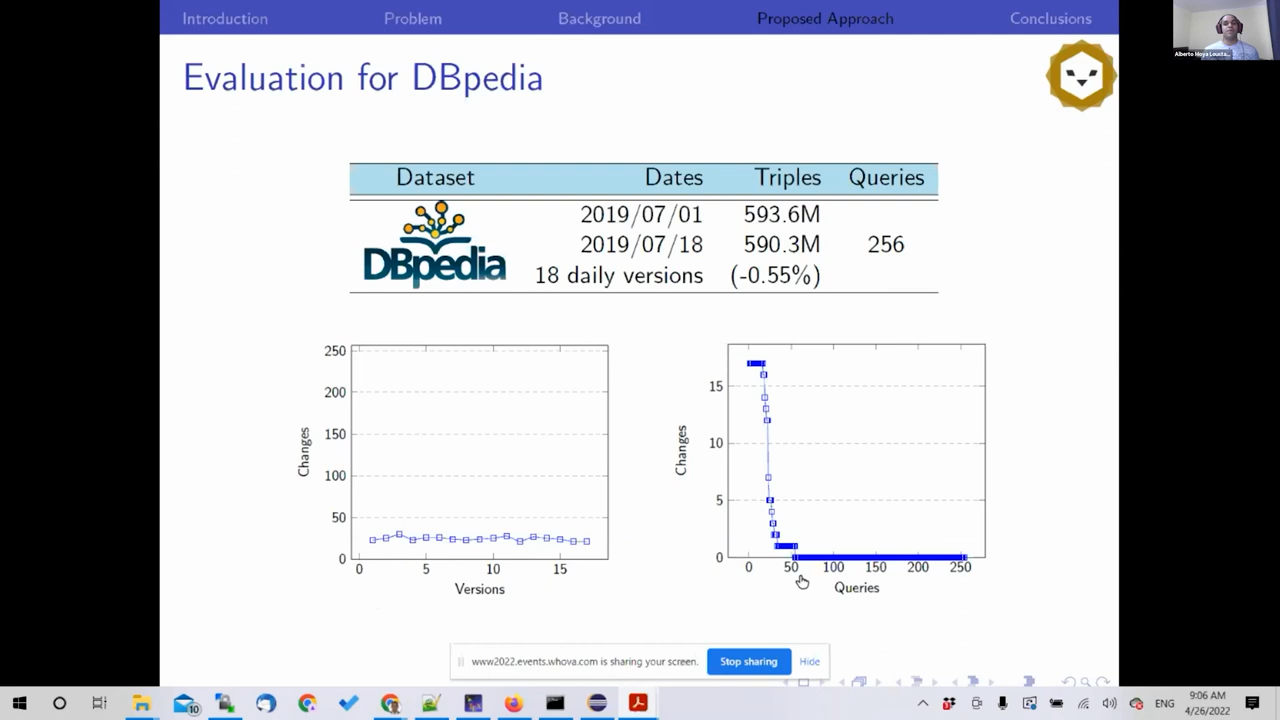 Introduction Problem Background Proposed Approach Conclusions
Evaluation for DBpedia
Dataset Dates Triples Queries
2019/07/01 593.6M
2019/07/18 590.3M 256
18 daily versions (-0.55%)
DBpedia
250
200
150
100
50
0
0 5 10 15
Changes
Versions
15
10
5
0
0 50 100 150 200 250
Changes
Queries
www2022.events.whova.com is sharing your screen. Stop sharing Hide
10
ENG
9:06 AM
4/26/2022
Alberto Moya